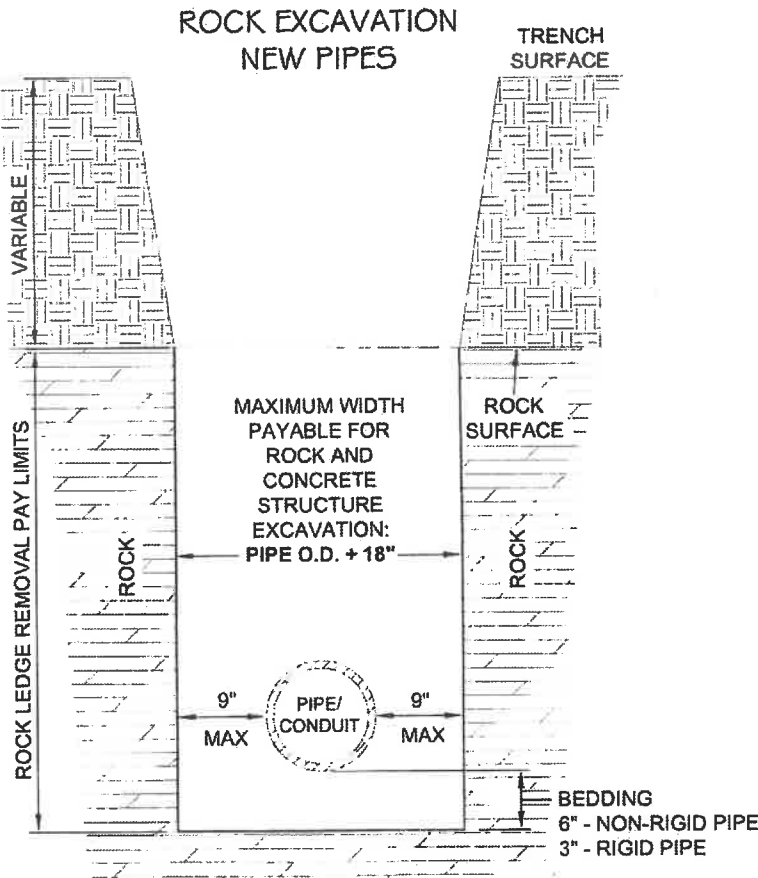 ROCK EXCAVATION
NEW PIPES
TRENCH
SURFACE
VARIABLE
ROCK LEDGE REMOVAL PAY LIMITS
ROCK
MAXIMUM WIDTH
PAYABLE FOR
ROCK AND
CONCRETE
STRUCTURE
EXCAVATION:
PIPE O.D. + 18"
ROCK
SURFACE
ROCK
9"
MAX
PIPE/
CONDUIT
9"
MAX
BEDDING
6" - NON-RIGID PIPE
3" - RIGID PIPE